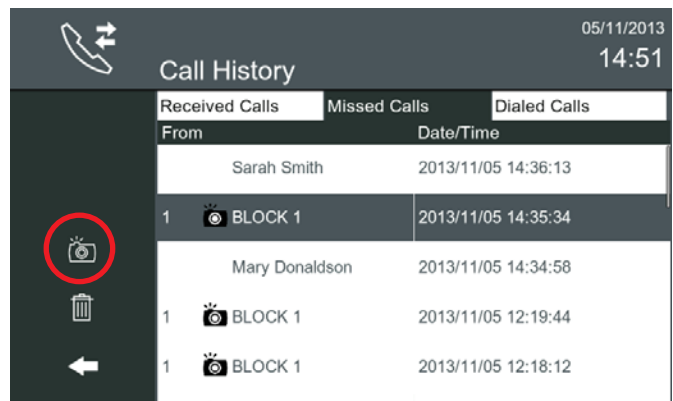 05/11/2013
14:51
Call History
Received Calls Missed Calls Dialed Calls
From Date/Time
Sarah Smith 2013/11/05 14:36:13
1 BLOCK 1 2013/11/05 14:35:34
Mary Donaldson 2013/11/05 14:34:58
1 BLOCK 1 2013/11/05 12:19:44
1 BLOCK 1 2013/11/05 12:18:12